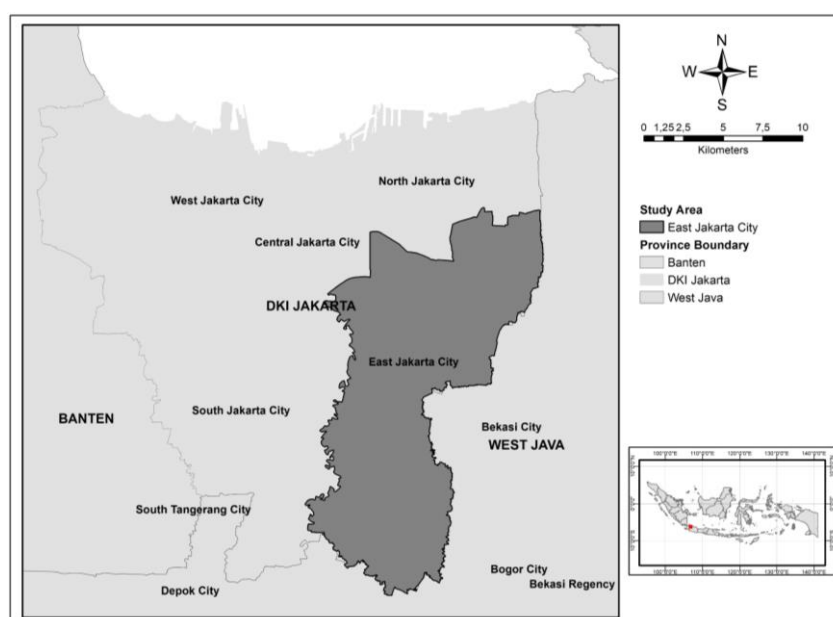 North Jakarta City
West Jakarta City
Central Jakarta City
DKI JAKARTA
East Jakarta City
South Jakarta City
BANTEN
Bekasi City
WEST JAVA
South Tangerang City
Bogor City
Bekasi Regency
Depok City
N
W E
S
0 1,25 2,5 5 7,5 10
Kilometers
Study Area
East Jakarta City
Province Boundary
Banten
DKI Jakarta
West Java